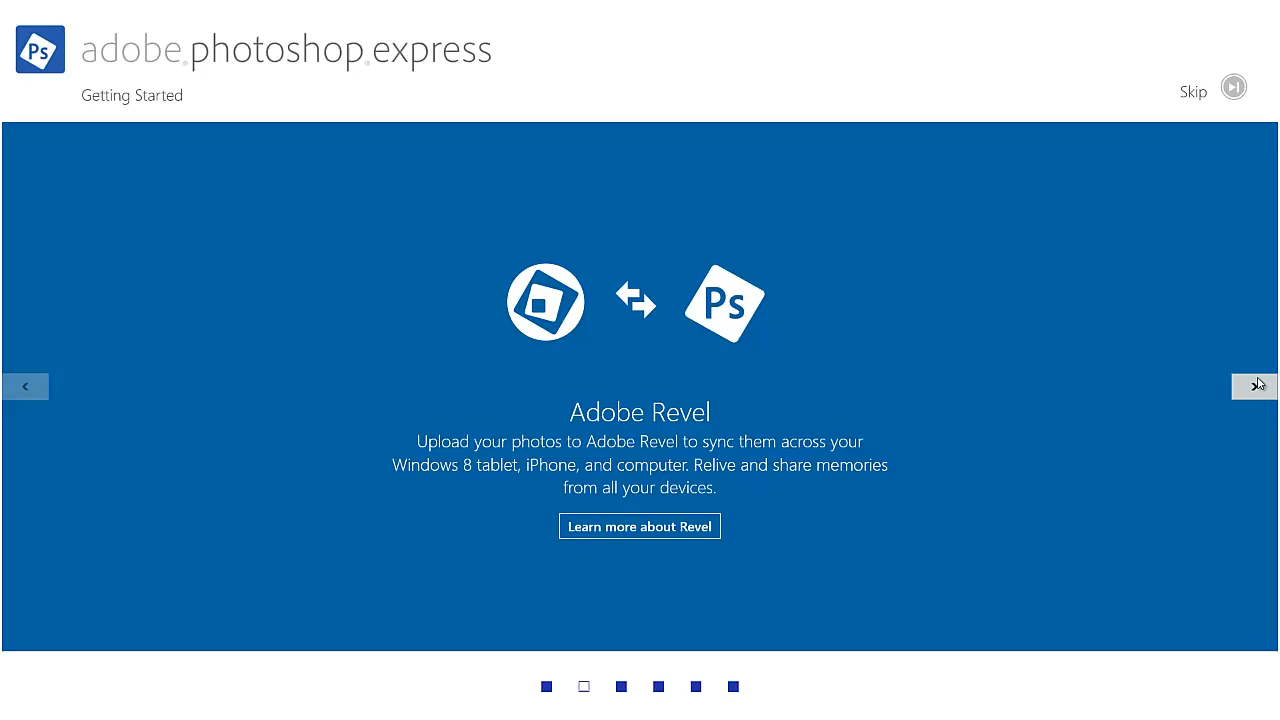 Ps
adobe.photoshop.express
Getting Started
Skip
Ps
Adobe Revel
Upload your photos to Adobe Revel to sync them across your
Windows 8 tablet, iPhone, and computer. Relive and share memories
from all your devices.
Learn more about Revel